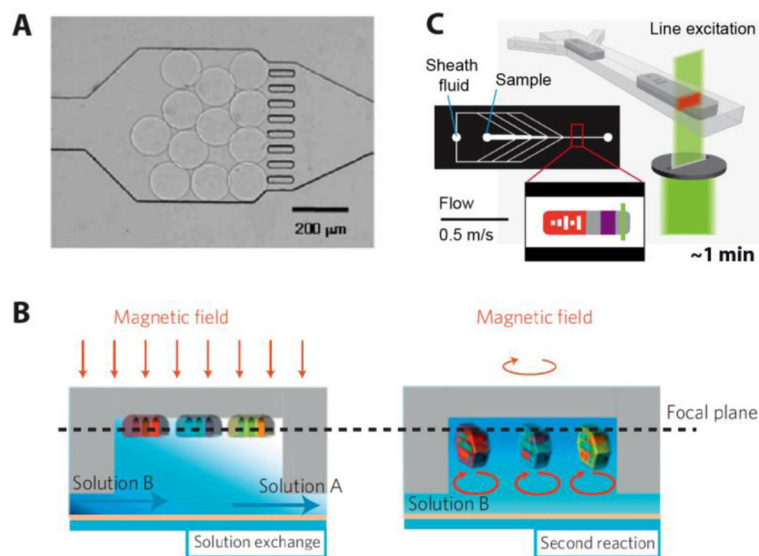 A
200 µm
C
Line excitation
Sheath
fluid
Sample
Flow
0.5 m/s
~1 min
B
Magnetic field
Magnetic field
Focal plane
Solution B
Solution A
Solution exchange
Solution B
Second reaction